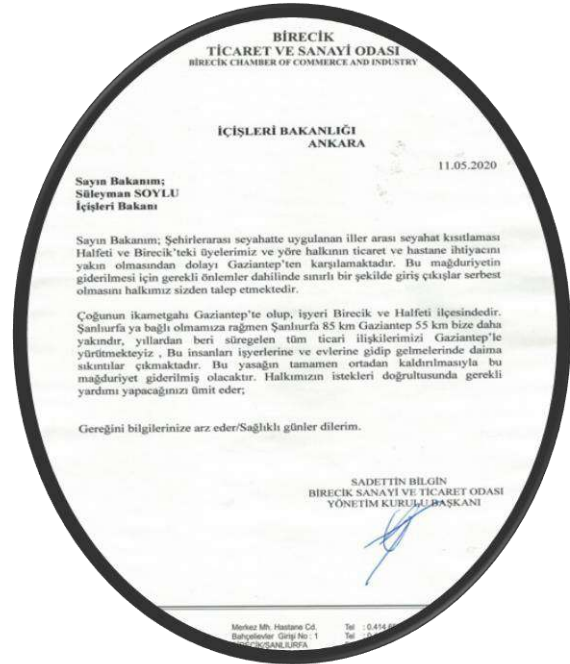 BİRECİK
TİCARET VE SANAYİ ODASI
BİRECİK CHAMBER OF COMMERCE AND INDUSTRY
İÇİŞLERİ BAKANLIĞI
ANKARA
11.05.2020
Sayın Bakanım;
Süleyman SOYLU
İçişleri Bakanı
Sayın Bakanım; Şehirlerarası seyahatte uygulanan iller arası seyahat kısıtlaması
Halfeti ve Birecik'teki üyelerimiz ve yöre halkının ticaret ve hastane ihtiyacını
yakın olmasından dolayı Gaziantep'ten karşılamaktadır. Bu mağduriyetin
giderilmesi için gerekli önlemler dahilinde sınırlı bir şekilde giriş çıkışlar serbest
olmasını halkımız sizden talep etmektedir.
Çoğunun ikametgahı Gaziantep'te olup, işyeri Birecik ve Halfeti ilçesindedir.
Şanlıurfa ya bağlı olmamıza rağmen Şanlıurfa 85 km Gaziantep 55 km bize daha
yakındır, yıllardan beri süregelen tüm ticari ilişkilerimizi Gaziantep'le
yürütmekteyiz , Bu insanları işyerlerine ve evlerine gidip gelmelerinde daima
sıkıntılar çıkmaktadır. Bu yasağın tamamen ortadan kaldırılmasıyla bu
mağduriyet giderilmiş olacaktır. Halkımızın istekleri doğrultusunda gerekli
yardımı yapacağınızı ümit eder;
Gereğini bilgilerinize arz eder/Sağlıklı günler dilerim.
SADETTİN BİLGİN
BİRECİK SANAYİ VE TİCARET ODASI
YÖNETİM KURULU BAŞKANI
Merkez Mh. Hastane Cd. Tel : 0.414
Bahçelievler Girişi No : 1 Tel
BİRECİK/ŞANLIURFA